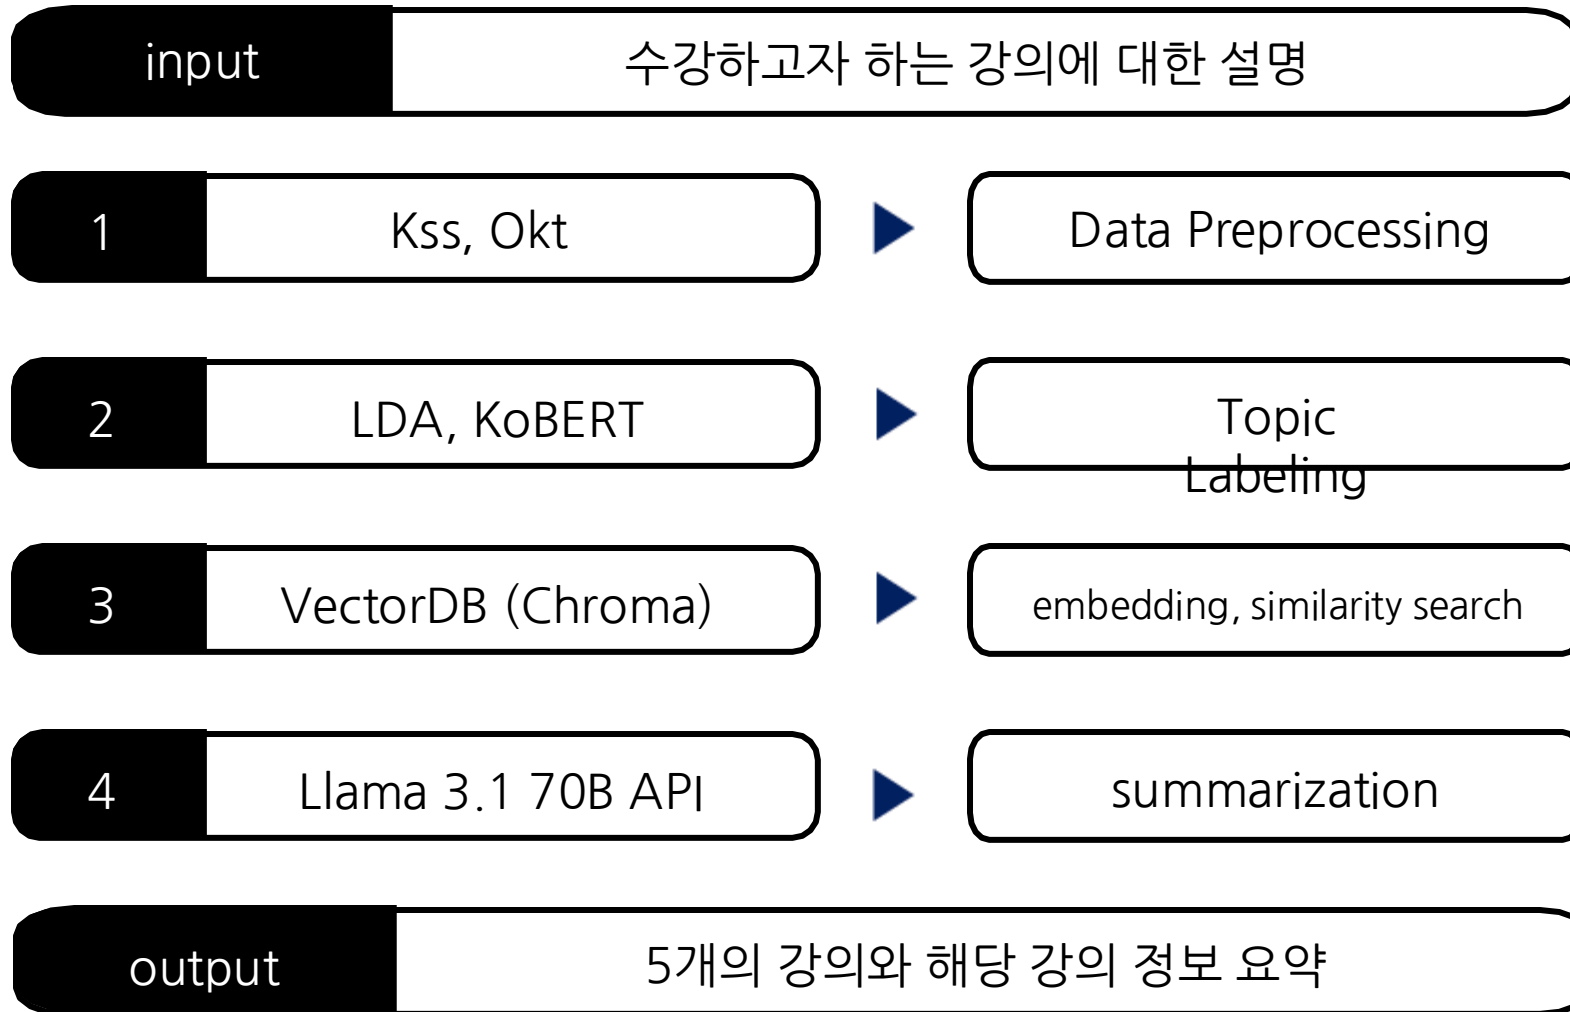 input 수강하고자 하는 강의에 대한 설명
1 Kss, Okt Data Preprocessing
2 LDA, KoBERT Topic
Labeling
3 VectorDB (Chroma) embedding, similarity search
4 Llama 3.1 70B API summarization
output 5개의 강의와 해당 강의 정보 요약